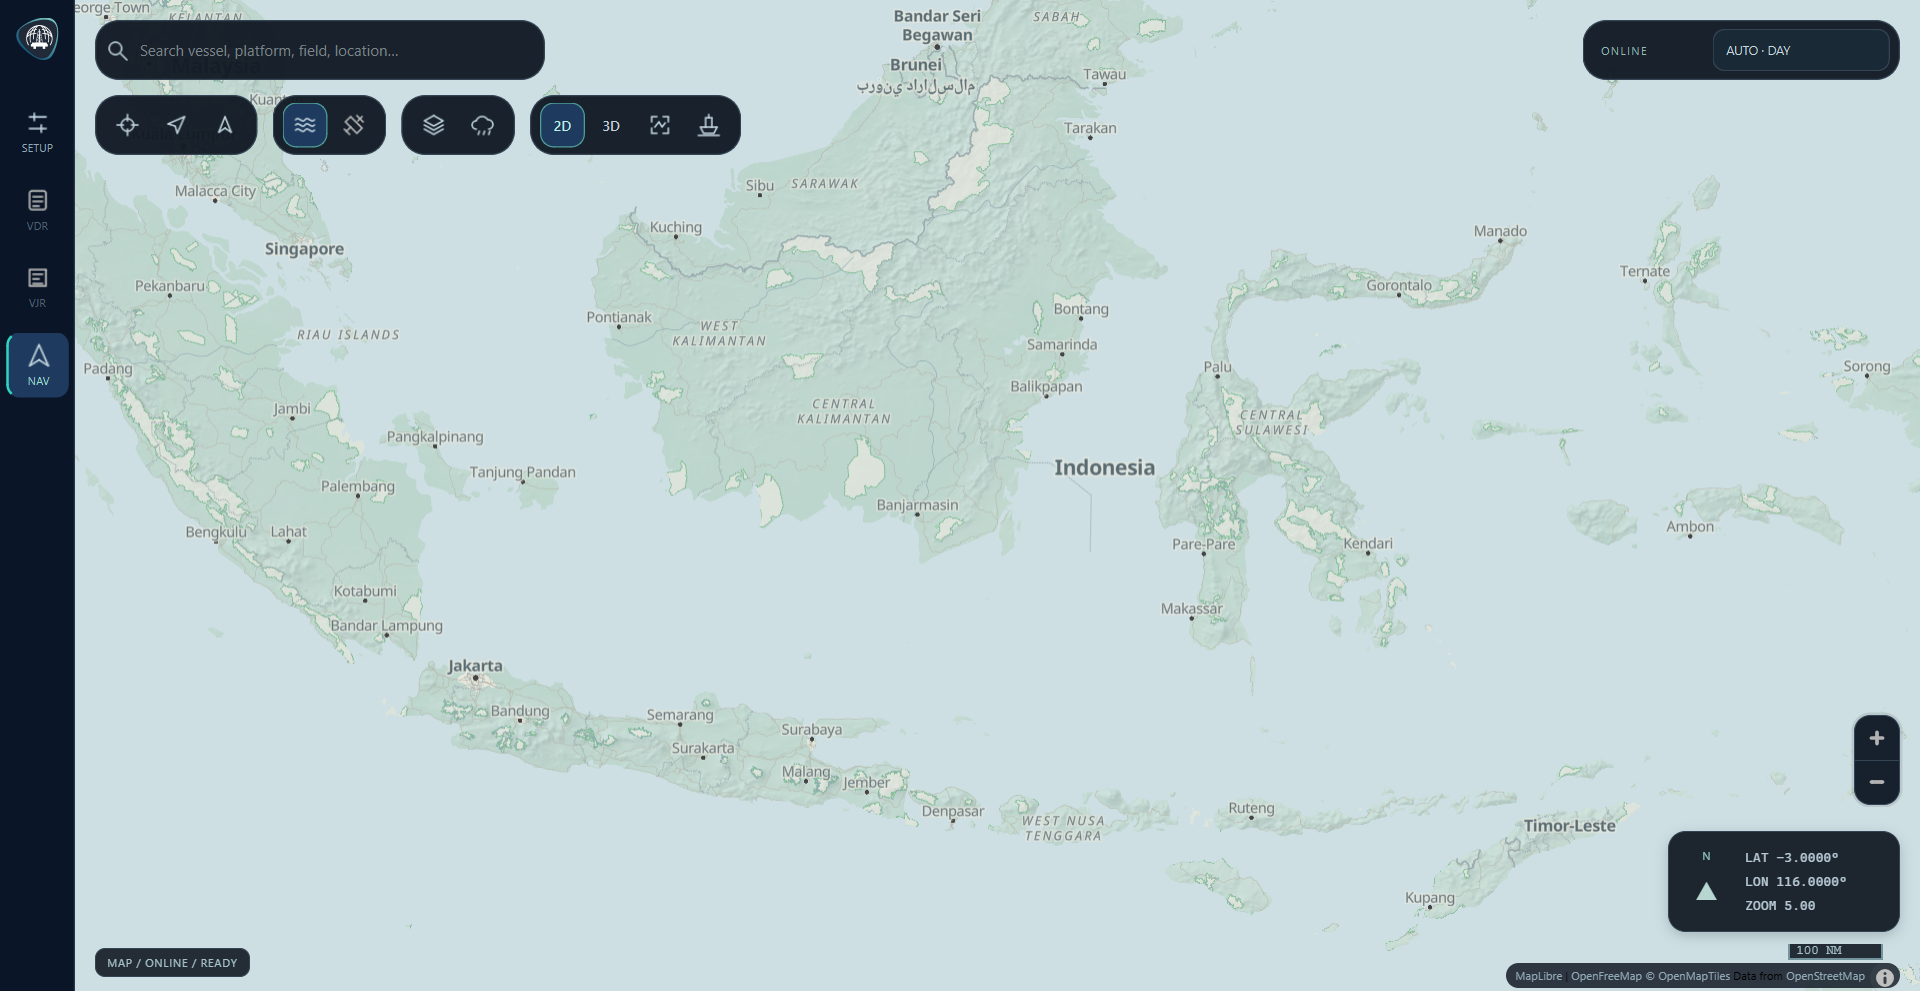 eorge Town
KELANTAN
Search vessel, platform, field, location...
Malaysia
Kuant
2D
3D
ONLINE
AUTO · DAY
SETUP
VDR
VJR
NAV
Bandar Seri
Begawan
SABAH
Brunei
Tawau
Tarakan
Malacca City
Sibu
SARAWAK
Kuching
Singapore
Manado
Ternate
Pekanbaru
Gorontalo
Bontang
Pontianak
RIAU ISLANDS
WEST
KALIMANTAN
Samarinda
Padang
Palu
Sorong
Balikpapan
Jambi
CENTRAL
KALIMANTAN
CENTRAL
SULAWESI
Pangkalpinang
Tanjung Pandan
Indonesia
Palembang
Banjarmasin
Bengkulu
Lahat
Ambon
Pare-Pare
Kendari
Kotabumi
Makassar
Bandar Lampung
Jakarta
Bandung
Semarang
Surabaya
Surakarta
Malang
Jember
Denpasar
WEST NUSA
TENGGARA
Ruteng
Timor-Leste
Kupang
N
LAT −3.0000°
LON 116.0000°
ZOOM 5.00
100 NM
MAP / ONLINE / READY
MapLibre | OpenFreeMap © OpenMapTiles Data from OpenStreetMap